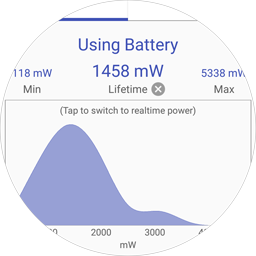 Using Battery
118 mW 1458 mW 5338 mW
Min Lifetime Max
(Tap to switch to realtime power)
2000 3000
mW